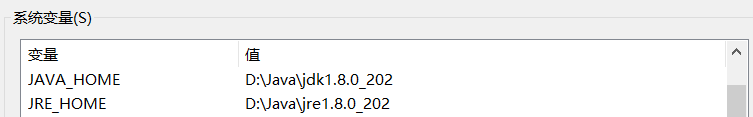 系统变量(S)
变量 值
JAVA_HOME D:\Java\jdk1.8.0_202
JRE_HOME D:\Java\jre1.8.0_202